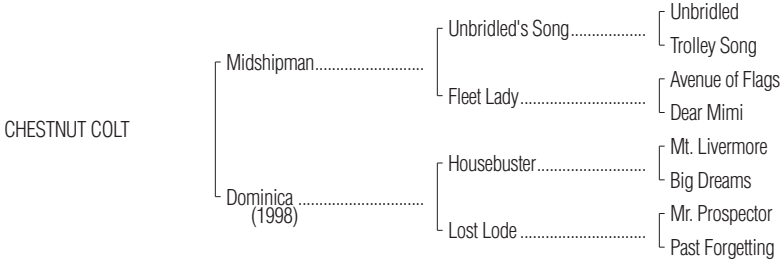 Unbridled
Unbridled's Song..................
Trolley Song
Midshipman..........................
Avenue of Flags
Fleet Lady..............................
Dear Mimi
CHESTNUT COLT
Mt. Livermore
Housebuster..........................
Big Dreams
Dominica ..............................
(1998)
Mr. Prospector
Lost Lode ..............................
Past Forgetting